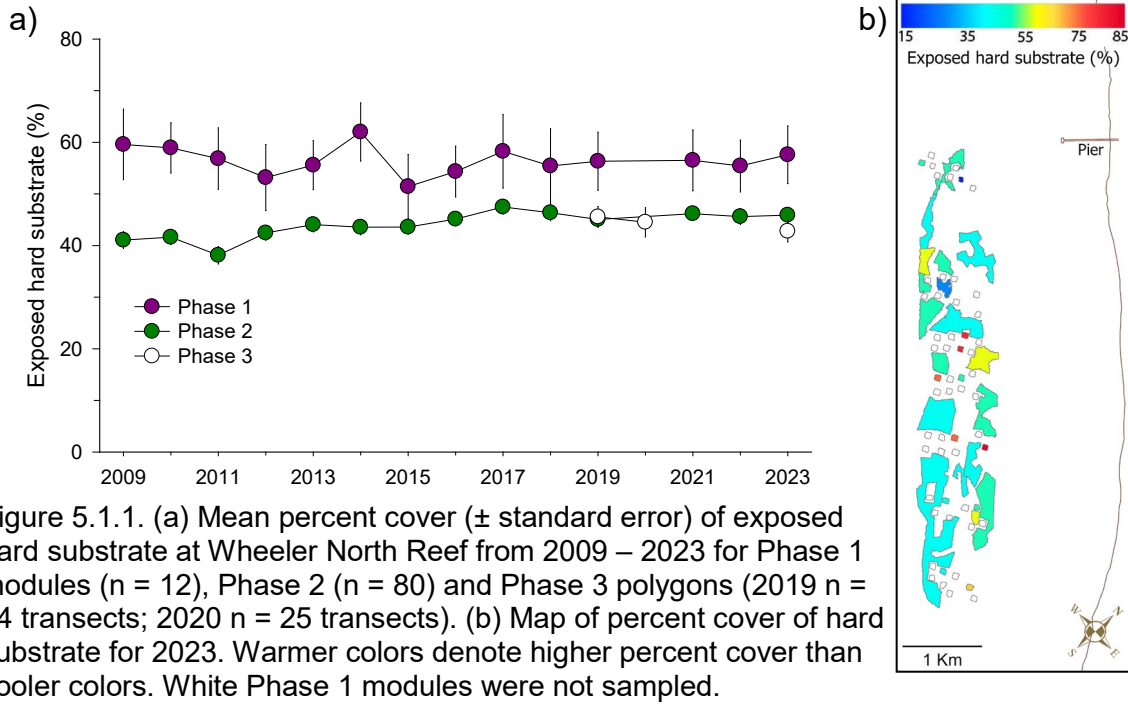 a)
80
60
40
20
0
Exposed hard substrate (%)
Phase 1
Phase 2
Phase 3
2009 2011 2013 2015 2017 2019 2021 2023
b)
15 35 55 75 85
Exposed hard substrate (%)
Pier
W N
S E
1 Km
igure 5.1.1. (a) Mean percent cover (± standard error) of exposed
ard substrate at Wheeler North Reef from 2009 – 2023 for Phase 1
nodules (n = 12), Phase 2 (n = 80) and Phase 3 polygons (2019 n =
4 transects; 2020 n = 25 transects). (b) Map of percent cover of hard
ubstrate for 2023. Warmer colors denote higher percent cover than
ooler colors. White Phase 1 modules were not sampled.